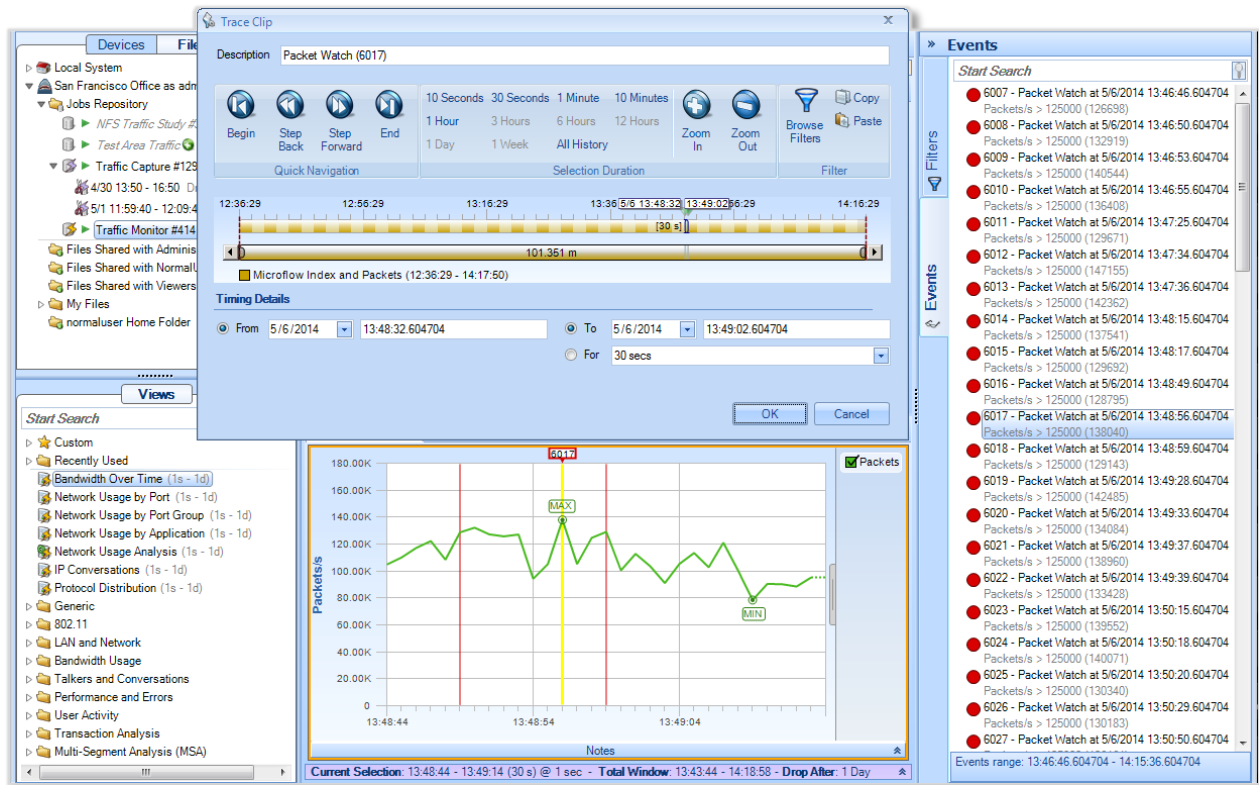 Trace Clip
Description Packet Watch (6017)
Begin
Step Back
Step Forward
End
Quick Navigation
10 Seconds 30 Seconds 1 Minute 10 Minutes
1 Hour 3 Hours 6 Hours 12 Hours
1 Day 1 Week All History
Zoom In
Zoom Out
Selection Duration
Browse Filters
Copy
Paste
Filter
12:36:29 12:56:29 13:16:29 13:36 5/6 13:48:32 13:49:02 56:29 14:16:29
[30 s]
101.351 m
Microflow Index and Packets (12:36:29 - 14:17:50)
Timing Details
From 5/6/2014 13:48:32.604704
To 5/6/2014 13:49:02.604704
For 30 secs
OK Cancel
Devices File
Local System
San Francisco Office as adm
Jobs Repository
NFS Traffic Study #
Test Area Traffic
Traffic Capture #129
4/30 13:50 - 16:50 D
5/1 11:59:40 - 12:09:4
Traffic Monitor #414
Files Shared with Adminis
Files Shared with NormalU
Files Shared with Viewers
My Files
normaluser Home Folder
Views
Start Search
Custom
Recently Used
Bandwidth Over Time (1s - 1d)
Network Usage by Port (1s - 1d)
Network Usage by Port Group (1s - 1d)
Network Usage by Application (1s - 1d)
Network Usage Analysis (1s - 1d)
IP Conversations (1s - 1d)
Protocol Distribution (1s - 1d)
Generic
802.11
LAN and Network
Bandwidth Usage
Talkers and Conversations
Performance and Errors
User Activity
Transaction Analysis
Multi-Segment Analysis (MSA)
6017
Packets
180.00K
160.00K
140.00K
120.00K
100.00K
80.00K
60.00K
40.00K
20.00K
0
Packets/s
MAX
MIN
13:48:44 13:48:54 13:49:04
Notes
Current Selection: 13:48:44 - 13:49:14 (30 s) @ 1 sec - Total Window: 13:43:44 - 14:18:58 - Drop After: 1 Day
» Events
Filters
Events
Start Search
6007 - Packet Watch at 5/6/2014 13:46:46.604704
Packets/s > 125000 (126698)
6008 - Packet Watch at 5/6/2014 13:46:50.604704
Packets/s > 125000 (132919)
6009 - Packet Watch at 5/6/2014 13:46:53.604704
Packets/s > 125000 (140544)
6010 - Packet Watch at 5/6/2014 13:46:55.604704
Packets/s > 125000 (136408)
6011 - Packet Watch at 5/6/2014 13:47:25.604704
Packets/s > 125000 (129671)
6012 - Packet Watch at 5/6/2014 13:47:34.604704
Packets/s > 125000 (147155)
6013 - Packet Watch at 5/6/2014 13:47:36.604704
Packets/s > 125000 (142362)
6014 - Packet Watch at 5/6/2014 13:48:15.604704
Packets/s > 125000 (137541)
6015 - Packet Watch at 5/6/2014 13:48:17.604704
Packets/s > 125000 (129692)
6016 - Packet Watch at 5/6/2014 13:48:49.604704
Packets/s > 125000 (128795)
6017 - Packet Watch at 5/6/2014 13:48:56.604704
Packets/s > 125000 (138040)
6018 - Packet Watch at 5/6/2014 13:48:59.604704
Packets/s > 125000 (129143)
6019 - Packet Watch at 5/6/2014 13:49:28.604704
Packets/s > 125000 (142485)
6020 - Packet Watch at 5/6/2014 13:49:33.604704
Packets/s > 125000 (134084)
6021 - Packet Watch at 5/6/2014 13:49:37.604704
Packets/s > 125000 (138960)
6022 - Packet Watch at 5/6/2014 13:49:39.604704
Packets/s > 125000 (133428)
6023 - Packet Watch at 5/6/2014 13:50:15.604704
Packets/s > 125000 (139552)
6024 - Packet Watch at 5/6/2014 13:50:18.604704
Packets/s > 125000 (140071)
6025 - Packet Watch at 5/6/2014 13:50:20.604704
Packets/s > 125000 (130340)
6026 - Packet Watch at 5/6/2014 13:50:29.604704
Packets/s > 125000 (130183)
6027 - Packet Watch at 5/6/2014 13:50:50.604704
Events range: 13:46:46.604704 - 14:15:36.604704